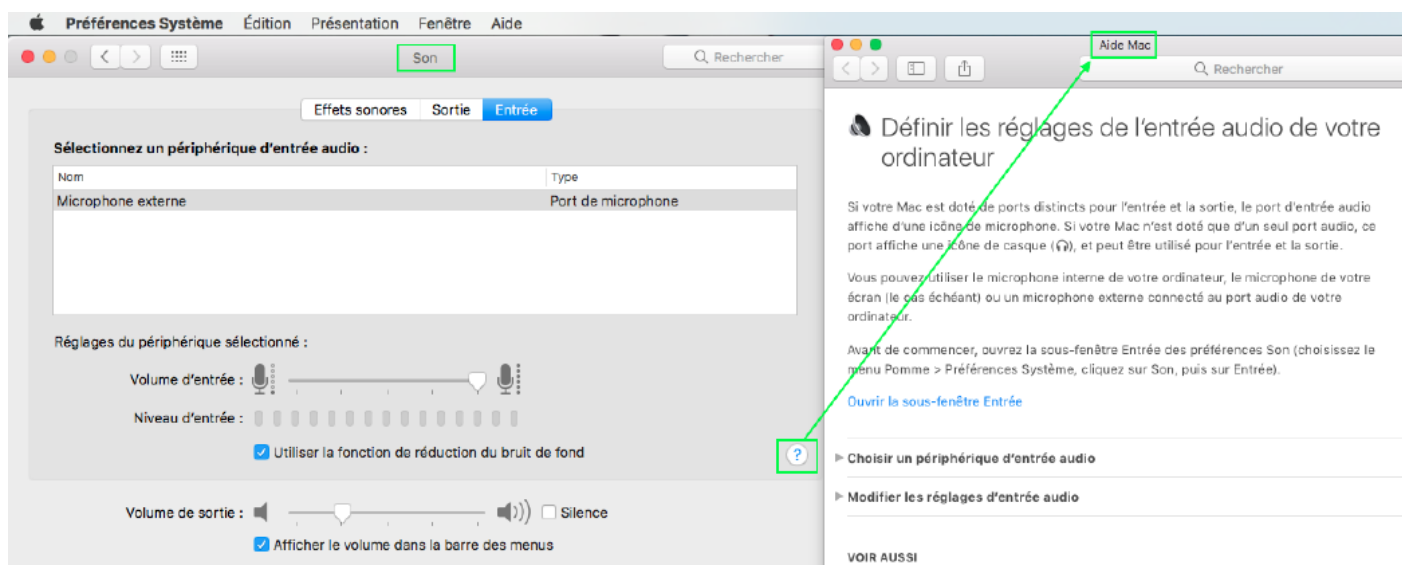 Préférences Système Édition Présentation Fenêtre Aide
Son
Rechercher
Effets sonores Sortie Entrée
Sélectionnez un périphérique d'entrée audio :
Nom Type
Microphone externe Port de microphone
Réglages du périphérique sélectionné :
Volume d'entrée :
Niveau d'entrée :
Utiliser la fonction de réduction du bruit de fond
?
Volume de sortie : Silence
Afficher le volume dans la barre des menus
Aide Mac
Rechercher
Définir les réglages de l'entrée audio de votre
ordinateur
Si votre Mac est doté de ports distincts pour l'entrée et la sortie, le port d'entrée audio
affiche d'une icône de microphone. Si votre Mac n'est doté que d'un seul port audio, ce
port affiche une icône de casque (🎧), et peut être utilisé pour l'entrée et la sortie.
Vous pouvez utiliser le microphone interne de votre ordinateur, le microphone de votre
écran (le cas échéant) ou un microphone externe connecté au port audio de votre
ordinateur.
Avant de commencer, ouvrez la sous-fenêtre Entrée des préférences Son (choisissez le
menu Pomme > Préférences Système, cliquez sur Son, puis sur Entrée).
Ouvrir la sous-fenêtre Entrée
Choisir un périphérique d'entrée audio
Modifier les réglages d'entrée audio
VOIR AUSSI